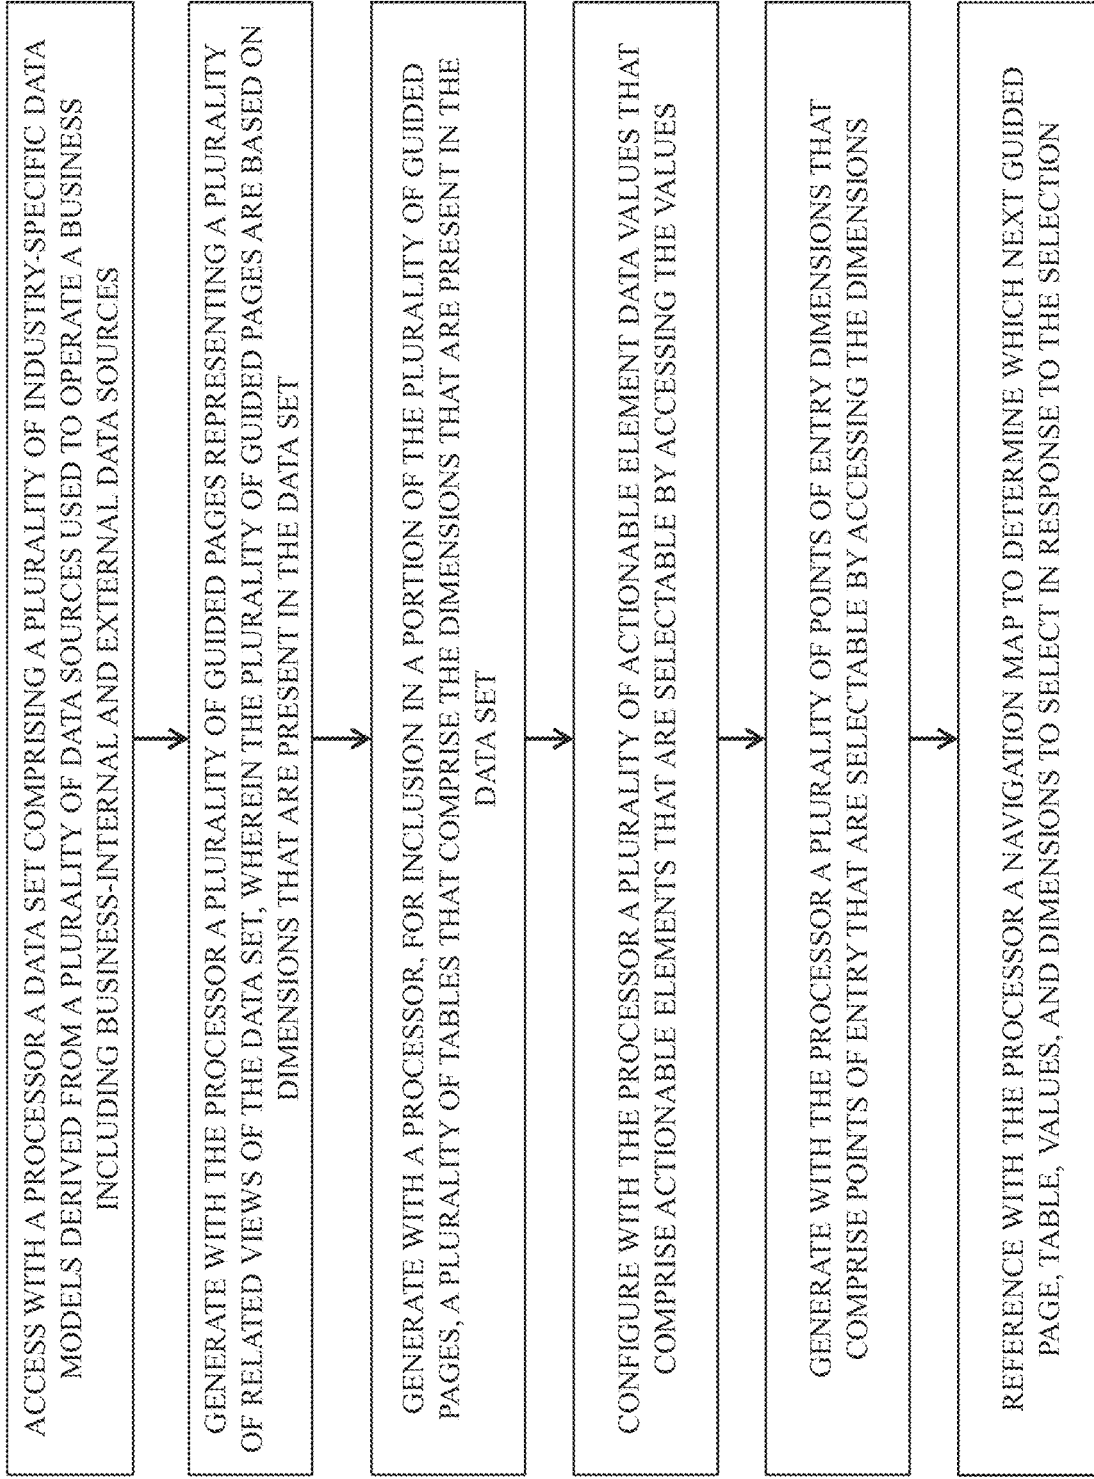 ACCESS WITH A PROCESSOR A DATA SET COMPRISING A PLURALITY OF INDUSTRY-SPECIFIC DATA
MODELS DERIVED FROM A PLURALITY OF DATA SOURCES USED TO OPERATE A BUSINESS
INCLUDING BUSINESS-INTERNAL AND EXTERNAL DATA SOURCES
GENERATE WITH THE PROCESSOR A PLURALITY OF GUIDED PAGES REPRESENTING A PLURALITY
OF RELATED VIEWS OF THE DATA SET, WHEREIN THE PLURALITY OF GUIDED PAGES ARE BASED ON
DIMENSIONS THAT ARE PRESENT IN THE DATA SET
GENERATE WITH A PROCESSOR, FOR INCLUSION IN A PORTION OF THE PLURALITY OF GUIDED
PAGES, A PLURALITY OF TABLES THAT COMPRISE THE DIMENSIONS THAT ARE PRESENT IN THE
DATA SET
CONFIGURE WITH THE PROCESSOR A PLURALITY OF ACTIONABLE ELEMENT DATA VALUES THAT
COMPRISE ACTIONABLE ELEMENTS THAT ARE SELECTABLE BY ACCESSING THE VALUES
GENERATE WITH THE PROCESSOR A PLURALITY OF POINTS OF ENTRY DIMENSIONS THAT
COMPRISE POINTS OF ENTRY THAT ARE SELECTABLE BY ACCESSING THE DIMENSIONS
REFERENCE WITH THE PROCESSOR A NAVIGATION MAP TO DETERMINE WHICH NEXT GUIDED
PAGE, TABLE, VALUES, AND DIMENSIONS TO SELECT IN RESPONSE TO THE SELECTION